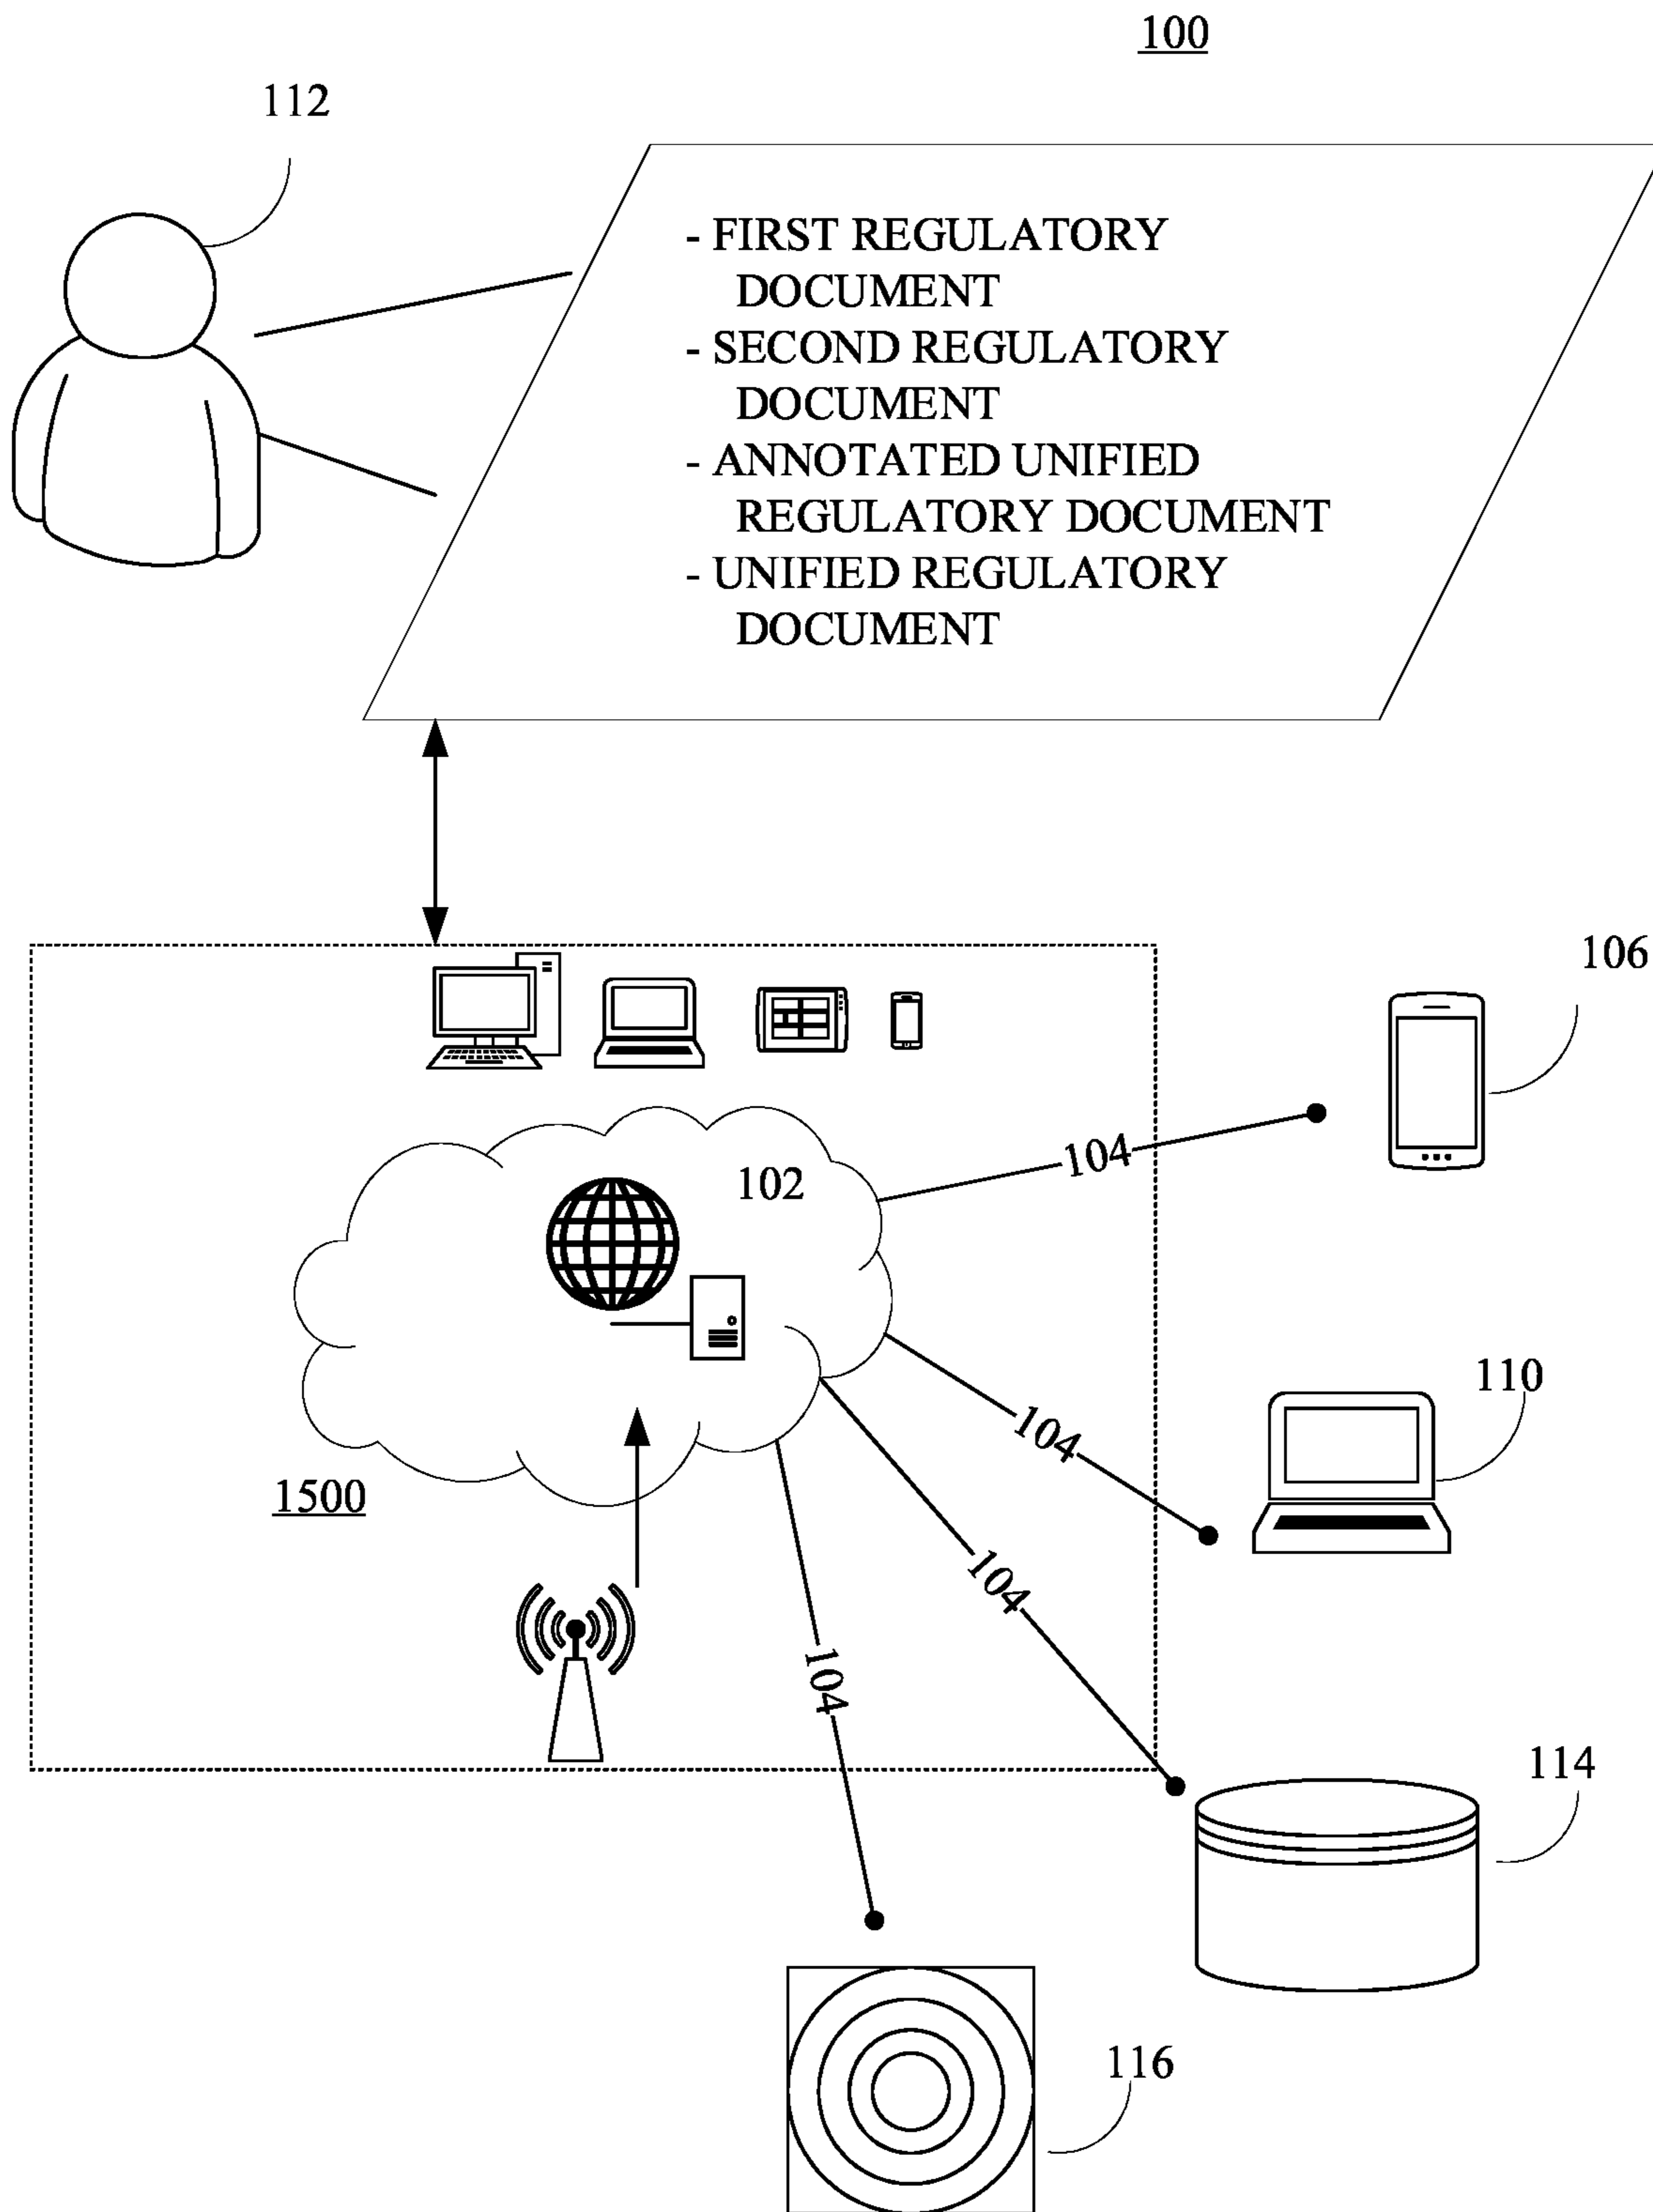 100
112
- FIRST REGULATORY
DOCUMENT
- SECOND REGULATORY
DOCUMENT
- ANNOTATED UNIFIED
REGULATORY DOCUMENT
- UNIFIED REGULATORY
DOCUMENT
106
104
102
110
104
1500
104
104
114
116